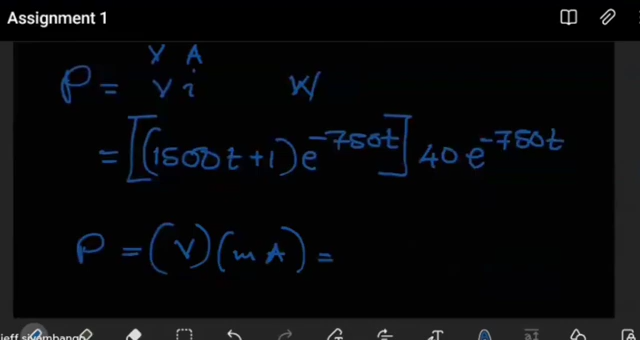 Assignment 1
V A
P = v i W
= [(1500t+1)e^-750t] 40 e^-750t
P = (V)(mA) =